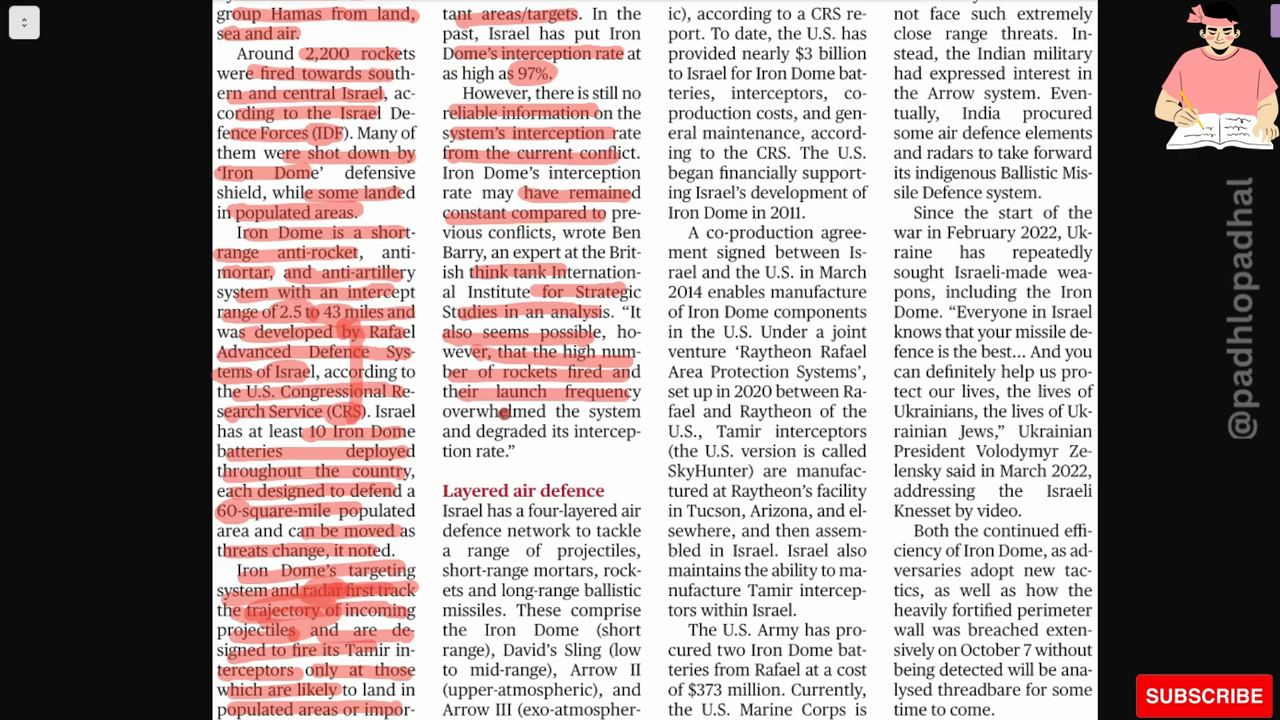 group Hamas from land,
sea and air.
Around 2,200 rockets
were fired towards south-
ern and central Israel, ac-
cording to the Israel De-
fence Forces (IDF). Many of
them were shot down by
‘Iron Dome’ defensive
shield, while some landed
in populated areas.
Iron Dome is a short-
range anti-rocket, anti-
mortar, and anti-artillery
system with an intercept
range of 2.5 to 43 miles and
was developed by Rafael
Advanced Defence Sys-
tems of Israel, according to
the U.S. Congressional Re-
search Service (CRS). Israel
has at least 10 Iron Dome
batteries deployed
throughout the country,
each designed to defend a
60-square-mile populated
area and can be moved as
threats change, it noted.
Iron Dome’s targeting
system and radar first track
the trajectory of incoming
projectiles and are de-
signed to fire its Tamir in-
terceptors only at those
which are likely to land in
populated areas or impor-
tant areas/targets. In the
past, Israel has put Iron
Dome’s interception rate at
as high as 97%.
However, there is still no
reliable information on the
system’s interception rate
from the current conflict.
Iron Dome’s interception
rate may have remained
constant compared to pre-
vious conflicts, wrote Ben
Barry, an expert at the Brit-
ish think tank Internation-
al Institute for Strategic
Studies in an analysis. “It
also seems possible, ho-
wever, that the high num-
ber of rockets fired and
their launch frequency
overwhelmed the system
and degraded its intercep-
tion rate.”
Layered air defence
Israel has a four-layered air
defence network to tackle
a range of projectiles,
short-range mortars, rock-
ets and long-range ballistic
missiles. These comprise
the Iron Dome (short
range), David’s Sling (low
to mid-range), Arrow II
(upper-atmospheric), and
Arrow III (exo-atmospher-
ic), according to a CRS re-
port. To date, the U.S. has
provided nearly $3 billion
to Israel for Iron Dome bat-
teries, interceptors, co-
production costs, and gen-
eral maintenance, accord-
ing to the CRS. The U.S.
began financially support-
ing Israel’s development of
Iron Dome in 2011.
A co-production agree-
ment signed between Is-
rael and the U.S. in March
2014 enables manufacture
of Iron Dome components
in the U.S. Under a joint
venture ‘Raytheon Rafael
Area Protection Systems’,
set up in 2020 between Ra-
fael and Raytheon of the
U.S., Tamir interceptors
(the U.S. version is called
SkyHunter) are manufac-
tured at Raytheon’s facility
in Tucson, Arizona, and el-
sewhere, and then assem-
bled in Israel. Israel also
maintains the ability to ma-
nufacture Tamir intercep-
tors within Israel.
The U.S. Army has pro-
cured two Iron Dome bat-
teries from Rafael at a cost
of $373 million. Currently,
the U.S. Marine Corps is
not face such extremely
close range threats. In-
stead, the Indian military
had expressed interest in
the Arrow system. Even-
tually, India procured
some air defence elements
and radars to take forward
its indigenous Ballistic Mis-
sile Defence system.
Since the start of the
war in February 2022, Uk-
raine has repeatedly
sought Israeli-made wea-
pons, including the Iron
Dome. “Everyone in Israel
knows that your missile de-
fence is the best... And you
can definitely help us pro-
tect our lives, the lives of
Ukrainians, the lives of Uk-
rainian Jews,” Ukrainian
President Volodymyr Ze-
lensky said in March 2022,
addressing the Israeli
Knesset by video.
Both the continued effi-
ciency of Iron Dome, as ad-
versaries adopt new tac-
tics, as well as how the
heavily fortified perimeter
wall was breached exten-
sively on October 7 without
being detected will be ana-
lysed threadbare for some
time to come.
@padhlopadhal
SUBSCRIBE